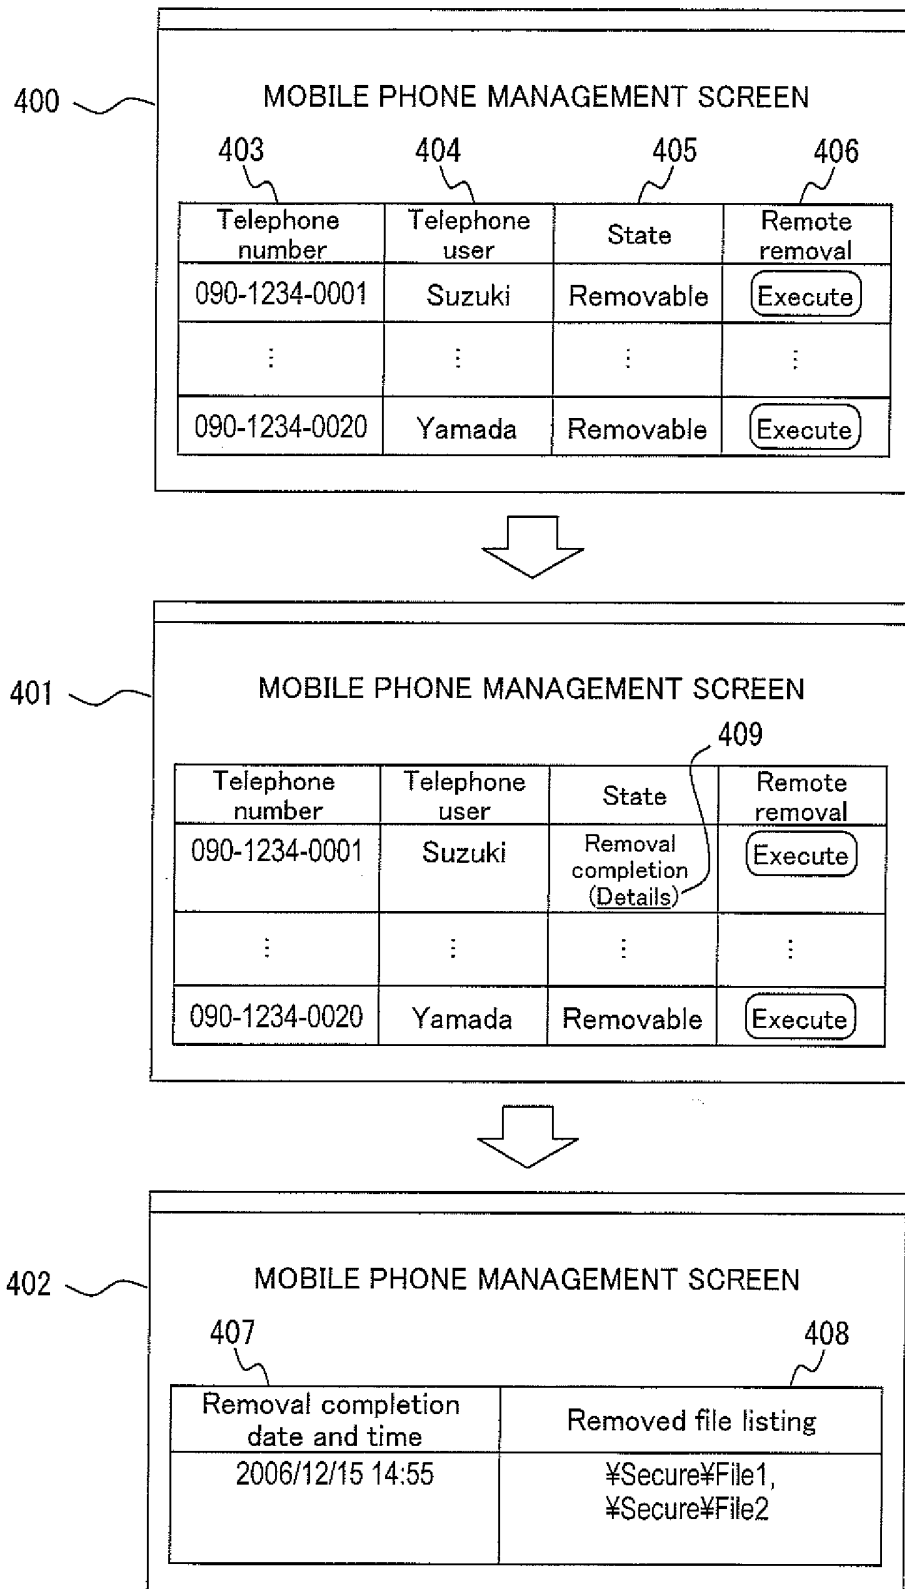 400
MOBILE PHONE MANAGEMENT SCREEN
403 404 405 406
Telephone number Telephone user State Remote removal
090-1234-0001 Suzuki Removable Execute
⋮ ⋮ ⋮ ⋮
090-1234-0020 Yamada Removable Execute
401
MOBILE PHONE MANAGEMENT SCREEN
409
Telephone number Telephone user State Remote removal
090-1234-0001 Suzuki Removal completion (Details) Execute
⋮ ⋮ ⋮ ⋮
090-1234-0020 Yamada Removable Execute
402
MOBILE PHONE MANAGEMENT SCREEN
407 408
Removal completion date and time Removed file listing
2006/12/15 14:55 ¥Secure¥File1,
¥Secure¥File2